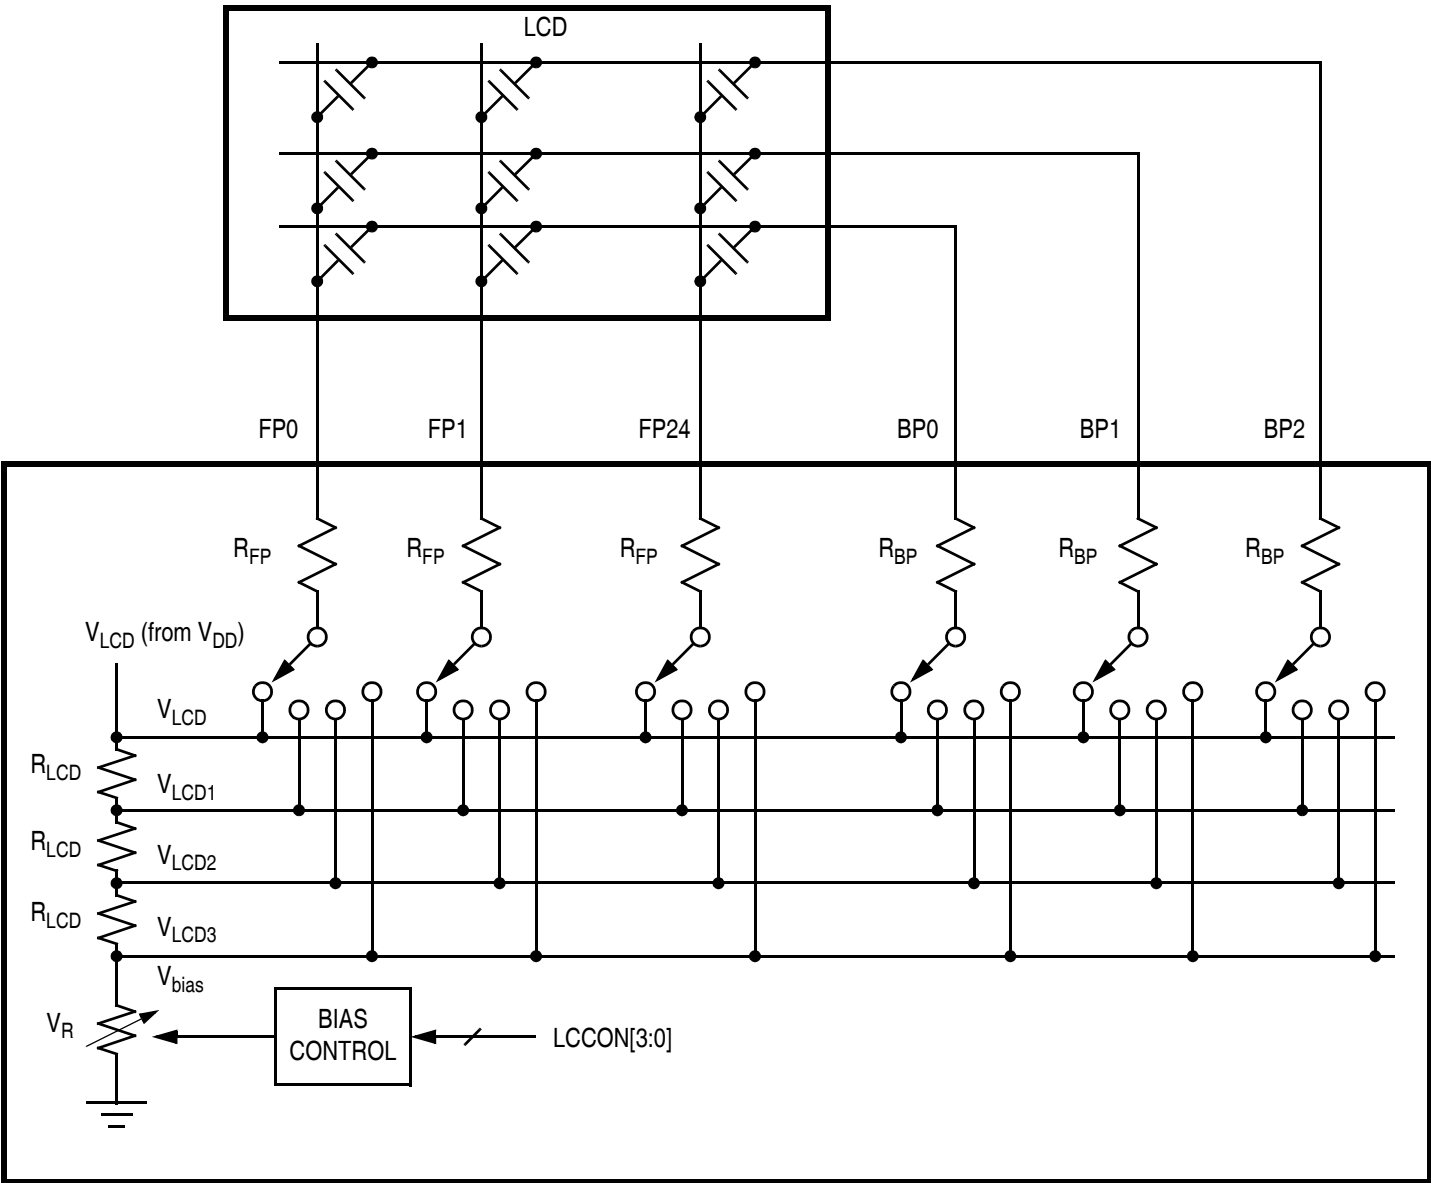 LCD
FP0 FP1 FP24 BP0 BP1 BP2
RFP RFP RFP RBP RBP RBP
VLCD (from VDD)
VLCD
RLCD
VLCD1
RLCD
VLCD2
RLCD
VLCD3
Vbias
VR
BIAS
CONTROL
LCCON[3:0]